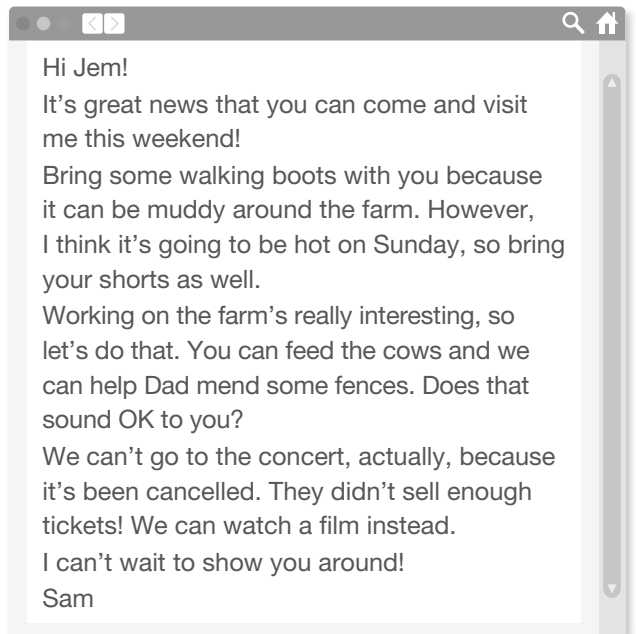 Hi Jem!
It’s great news that you can come and visit
me this weekend!
Bring some walking boots with you because
it can be muddy around the farm. However,
I think it’s going to be hot on Sunday, so bring
your shorts as well.
Working on the farm’s really interesting, so
let’s do that. You can feed the cows and we
can help Dad mend some fences. Does that
sound OK to you?
We can’t go to the concert, actually, because
it’s been cancelled. They didn’t sell enough
tickets! We can watch a film instead.
I can’t wait to show you around!
Sam